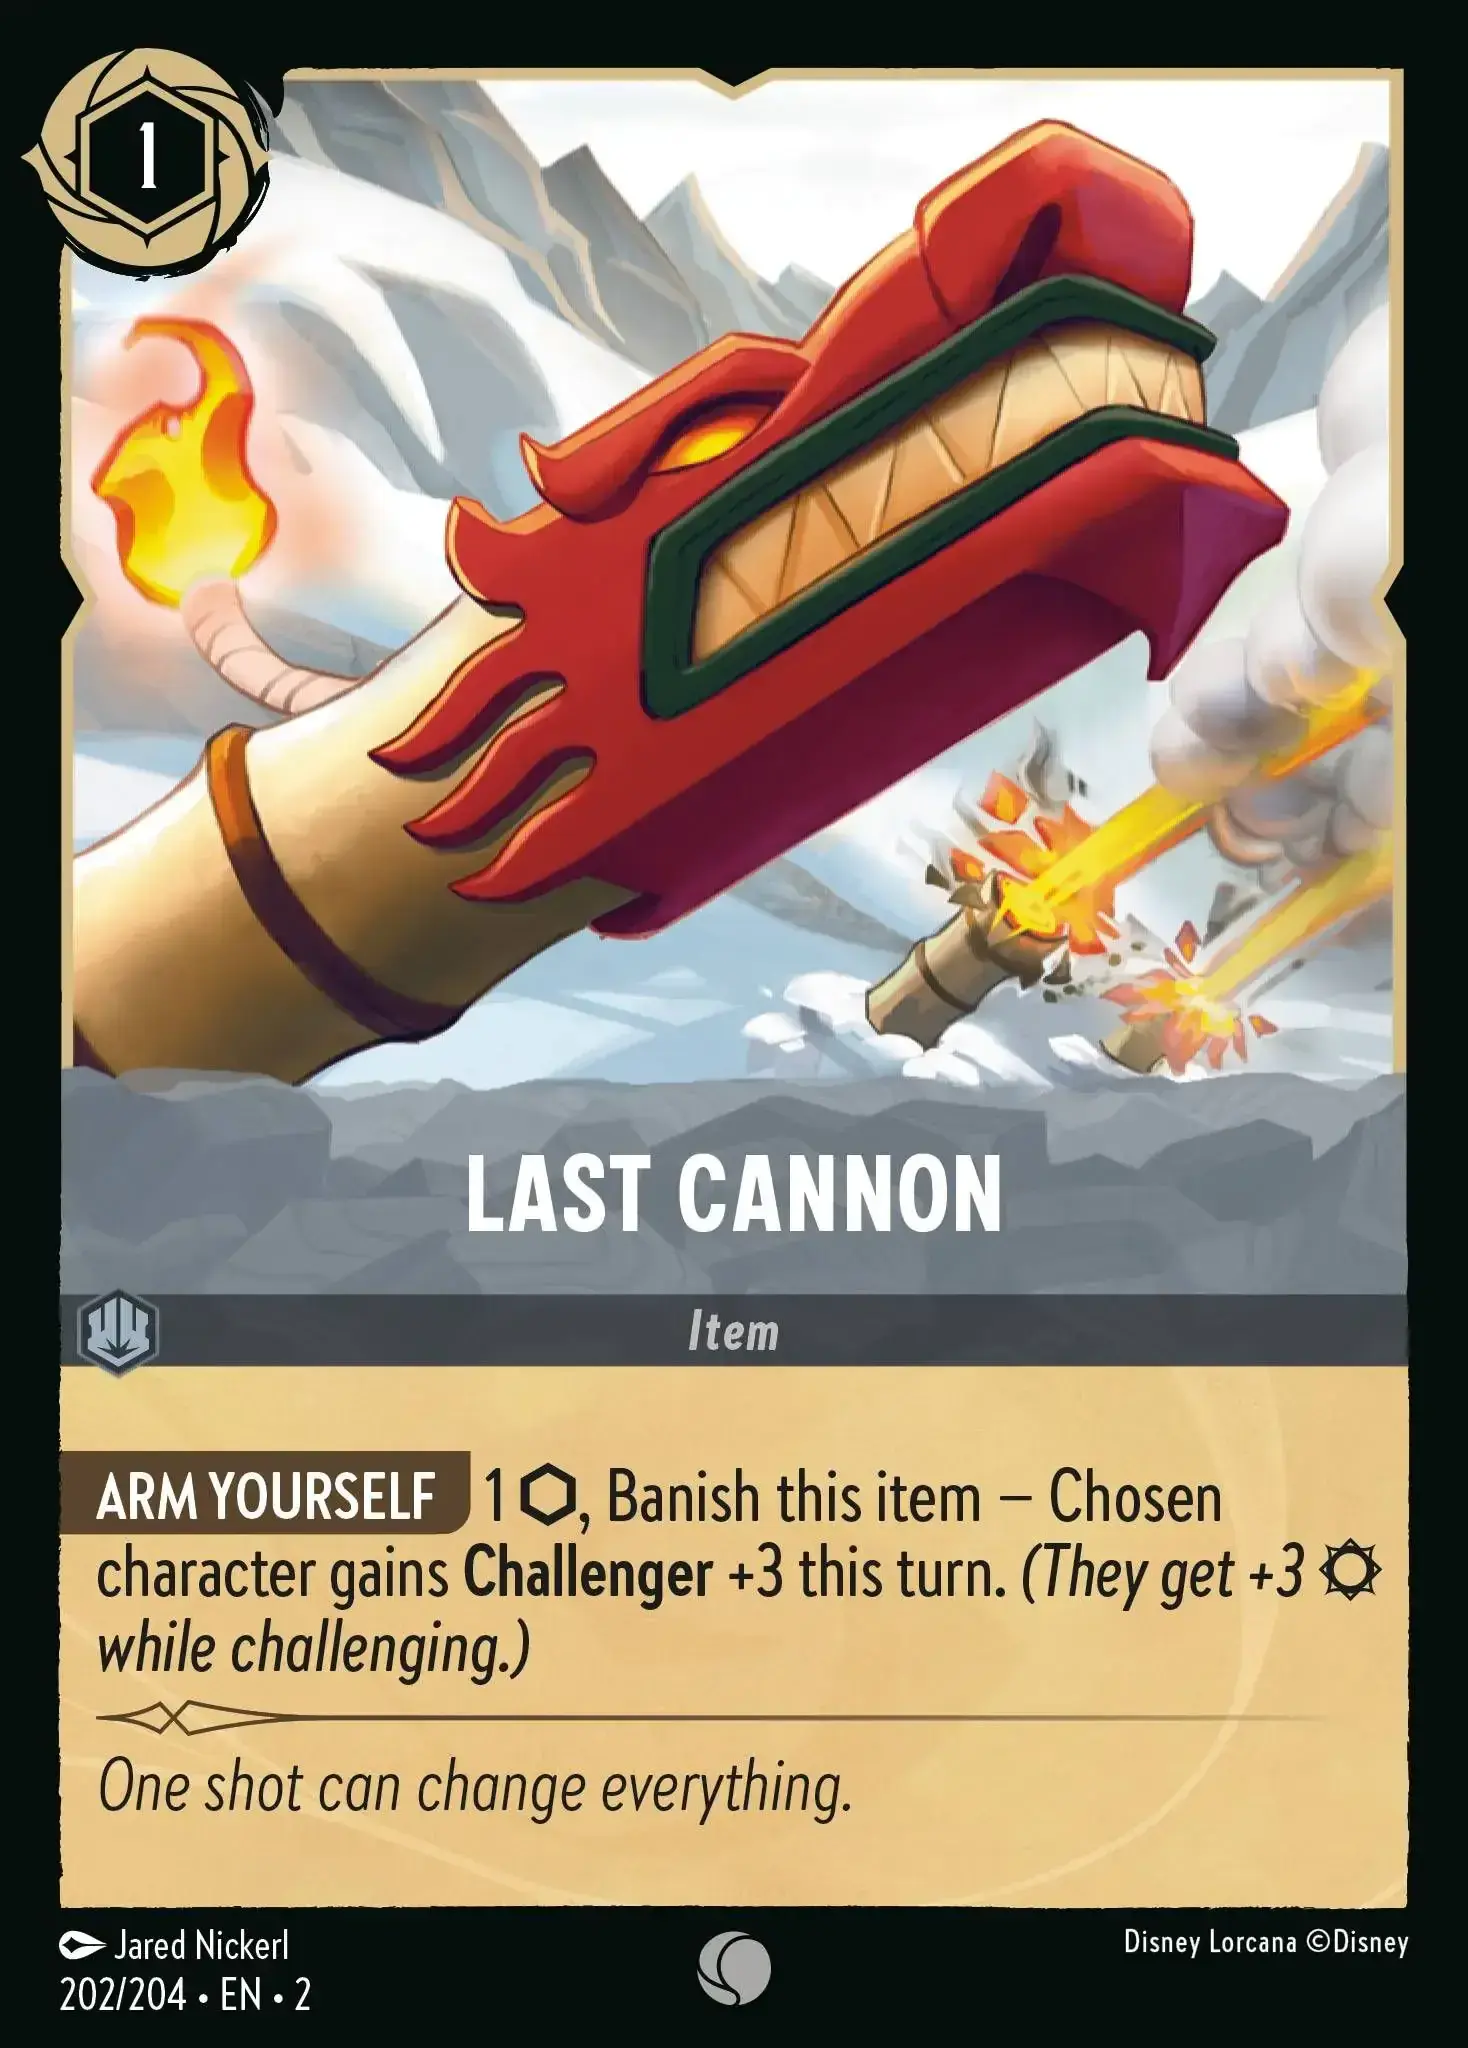 1
LAST CANNON
Item
ARM YOURSELF 1 ⬡, Banish this item – Chosen
character gains Challenger +3 this turn. (They get +3 ¤
while challenging.)
One shot can change everything.
Jared Nickerl
202/204 • EN • 2
Disney Lorcana ©Disney